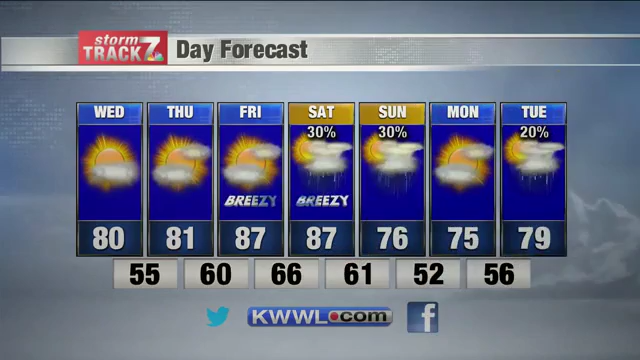 storm
TRACK 7 Day Forecast
WED THU FRI SAT SUN MON TUE
30% 30% 20%
BREEZY BREEZY
80 81 87 87 76 75 79
55 60 66 61 52 56
KWWL.com f